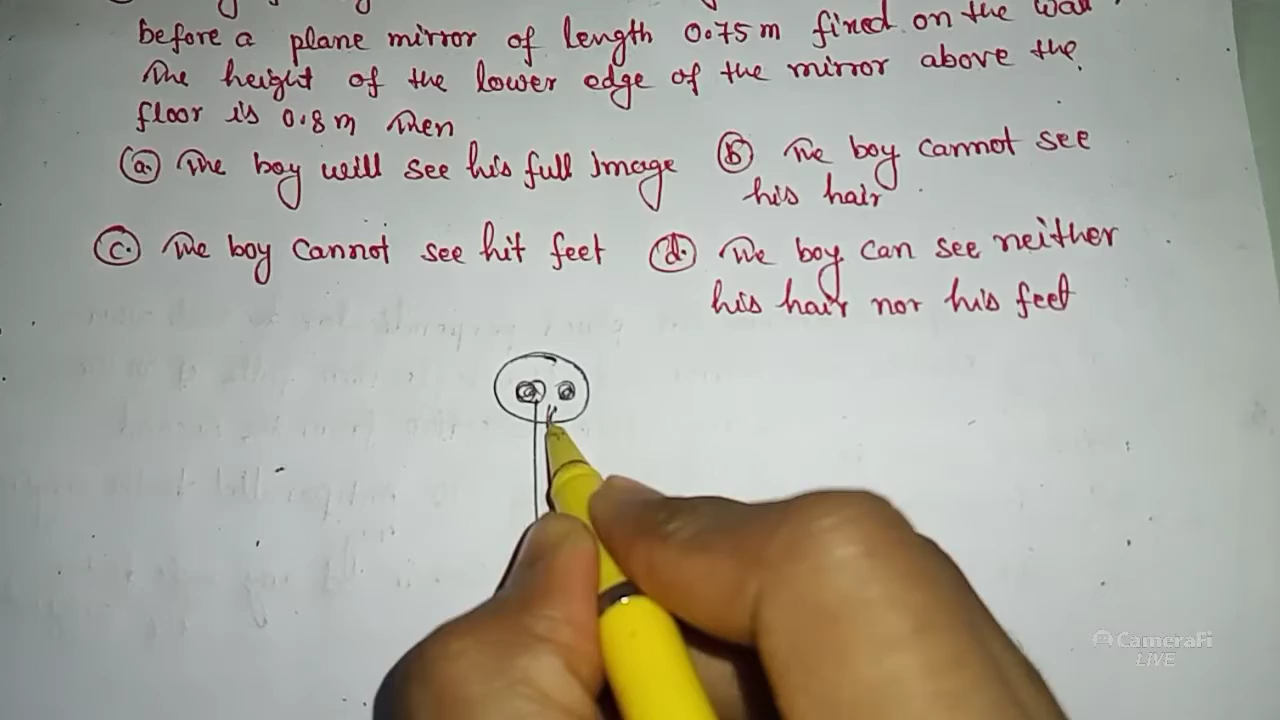 before a plane mirror of length 0.75m fixed on the wall
The height of the lower edge of the mirror above the
floor is 0.8m Then
(a.) The boy will see his full Image
(b) The boy cannot see
his hair
(c.) The boy cannot see hit feet
(d.) The boy can see neither
his hair nor his feet
CameraFi
LIVE